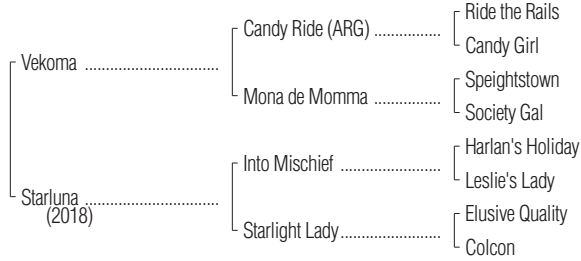 Ride the Rails
Candy Ride (ARG) .................
Candy Girl
Vekoma ...................................
Speightstown
Mona de Momma .................
Society Gal
Harlan's Holiday
Into Mischief .........................
Leslie's Lady
Starluna ...................................
(2018)
Elusive Quality
Starlight Lady.........................
Colcon